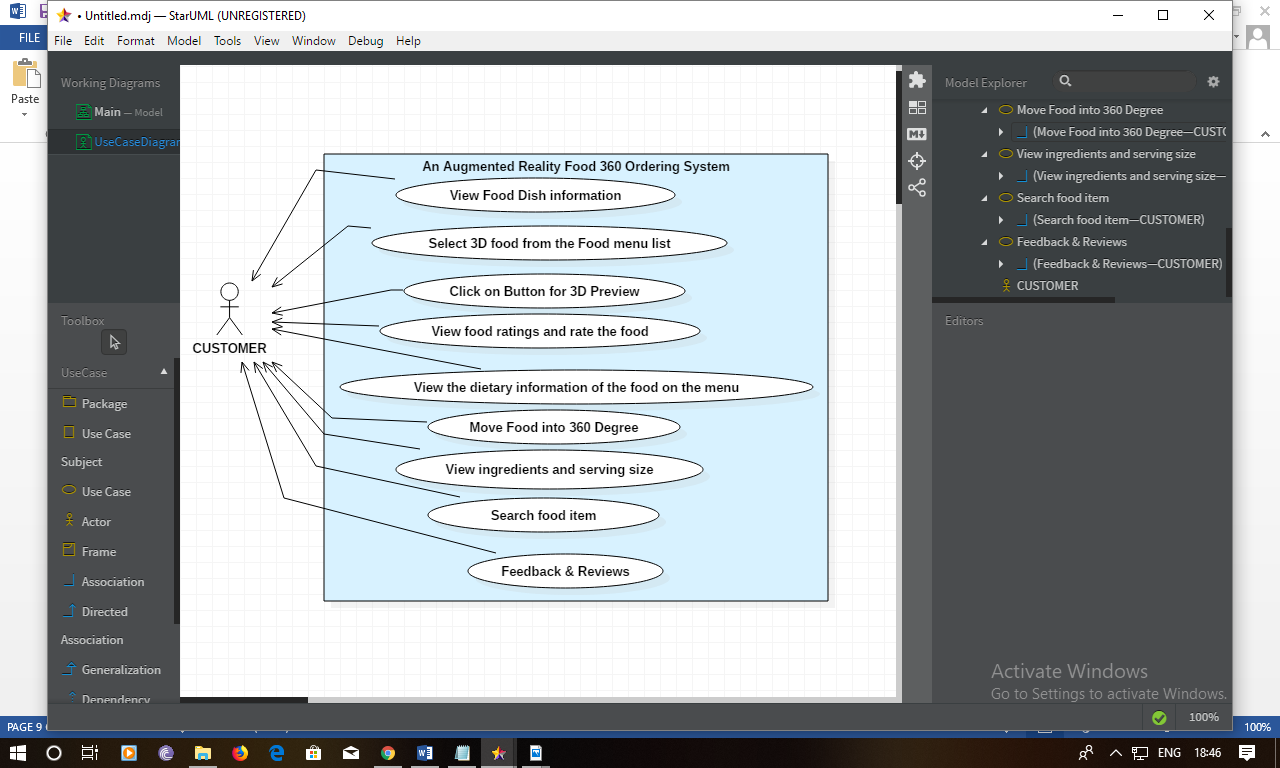 • Untitled.mdj — StarUML (UNREGISTERED)
FILE
File Edit Format Model Tools View Window Debug Help
Paste
Working Diagrams
Main — Model
UseCaseDiagram
Toolbox
UseCase
Package
Use Case
Subject
Use Case
Actor
Frame
Association
Directed
Association
Generalization
Dependency
An Augmented Reality Food 360 Ordering System
View Food Dish information
Select 3D food from the Food menu list
Click on Button for 3D Preview
View food ratings and rate the food
View the dietary information of the food on the menu
Move Food into 360 Degree
View ingredients and serving size
Search food item
Feedback & Reviews
CUSTOMER
M↓
Model Explorer
Move Food into 360 Degree
(Move Food into 360 Degree—CUSTO
View ingredients and serving size
(View ingredients and serving size—
Search food item
(Search food item—CUSTOMER)
Feedback & Reviews
(Feedback & Reviews—CUSTOMER)
CUSTOMER
Editors
Activate Windows
Go to Settings to activate Windows.
100%
PAGE 9
100%
ENG 18:46